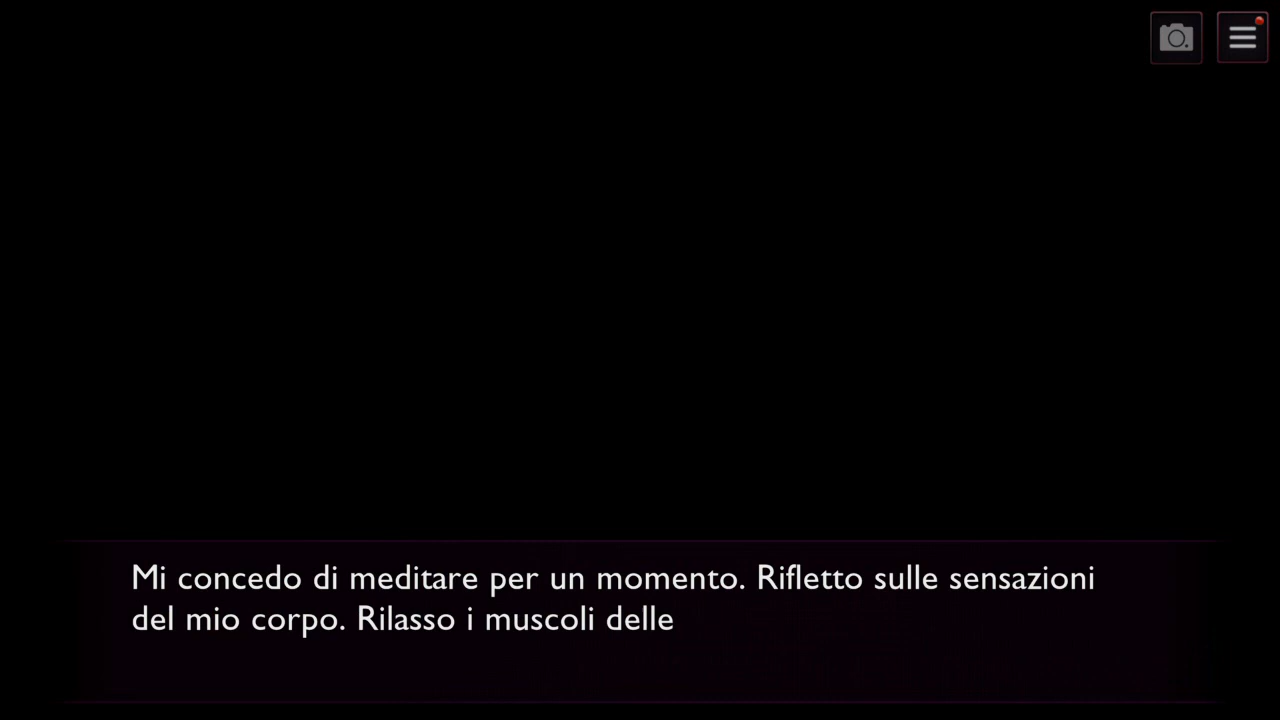 Mi concedo di meditare per un momento. Rifletto sulle sensazioni
del mio corpo. Rilasso i muscoli delle